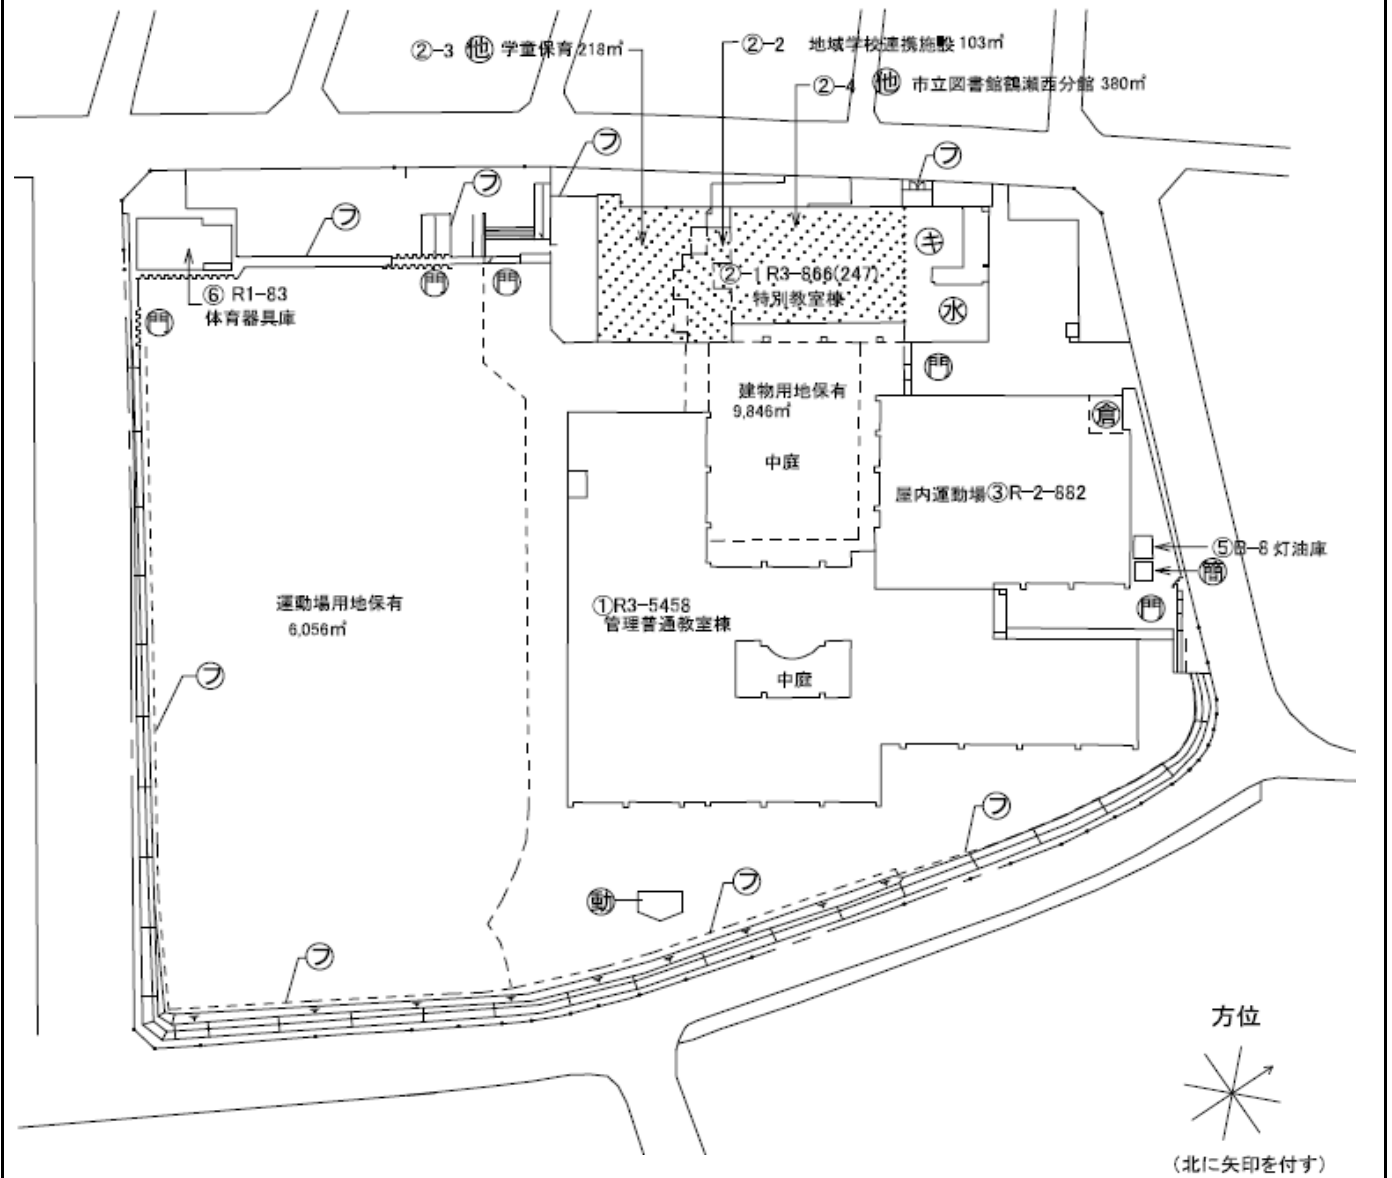 ②-3 ㊀他 学童保育 218㎡
②-2 地域学校連携施設 103㎡
②-4 他 市立図書館鶴瀬西分館 380㎡
フ
フ
フ
フ
キ
②-1 R3-866(247)
特別教室棟
水
門
門
門
⑥ R1-83
体育器具庫
門
建物用地保有
9,846㎡
中庭
倉
屋内運動場③R-2-882
⑤B-8 灯油庫
簡
門
運動場用地保有
6,056㎡
①R3-5458
管理普通教室棟
中庭
フ
フ
動
フ
フ
方位
(北に矢印を付す)